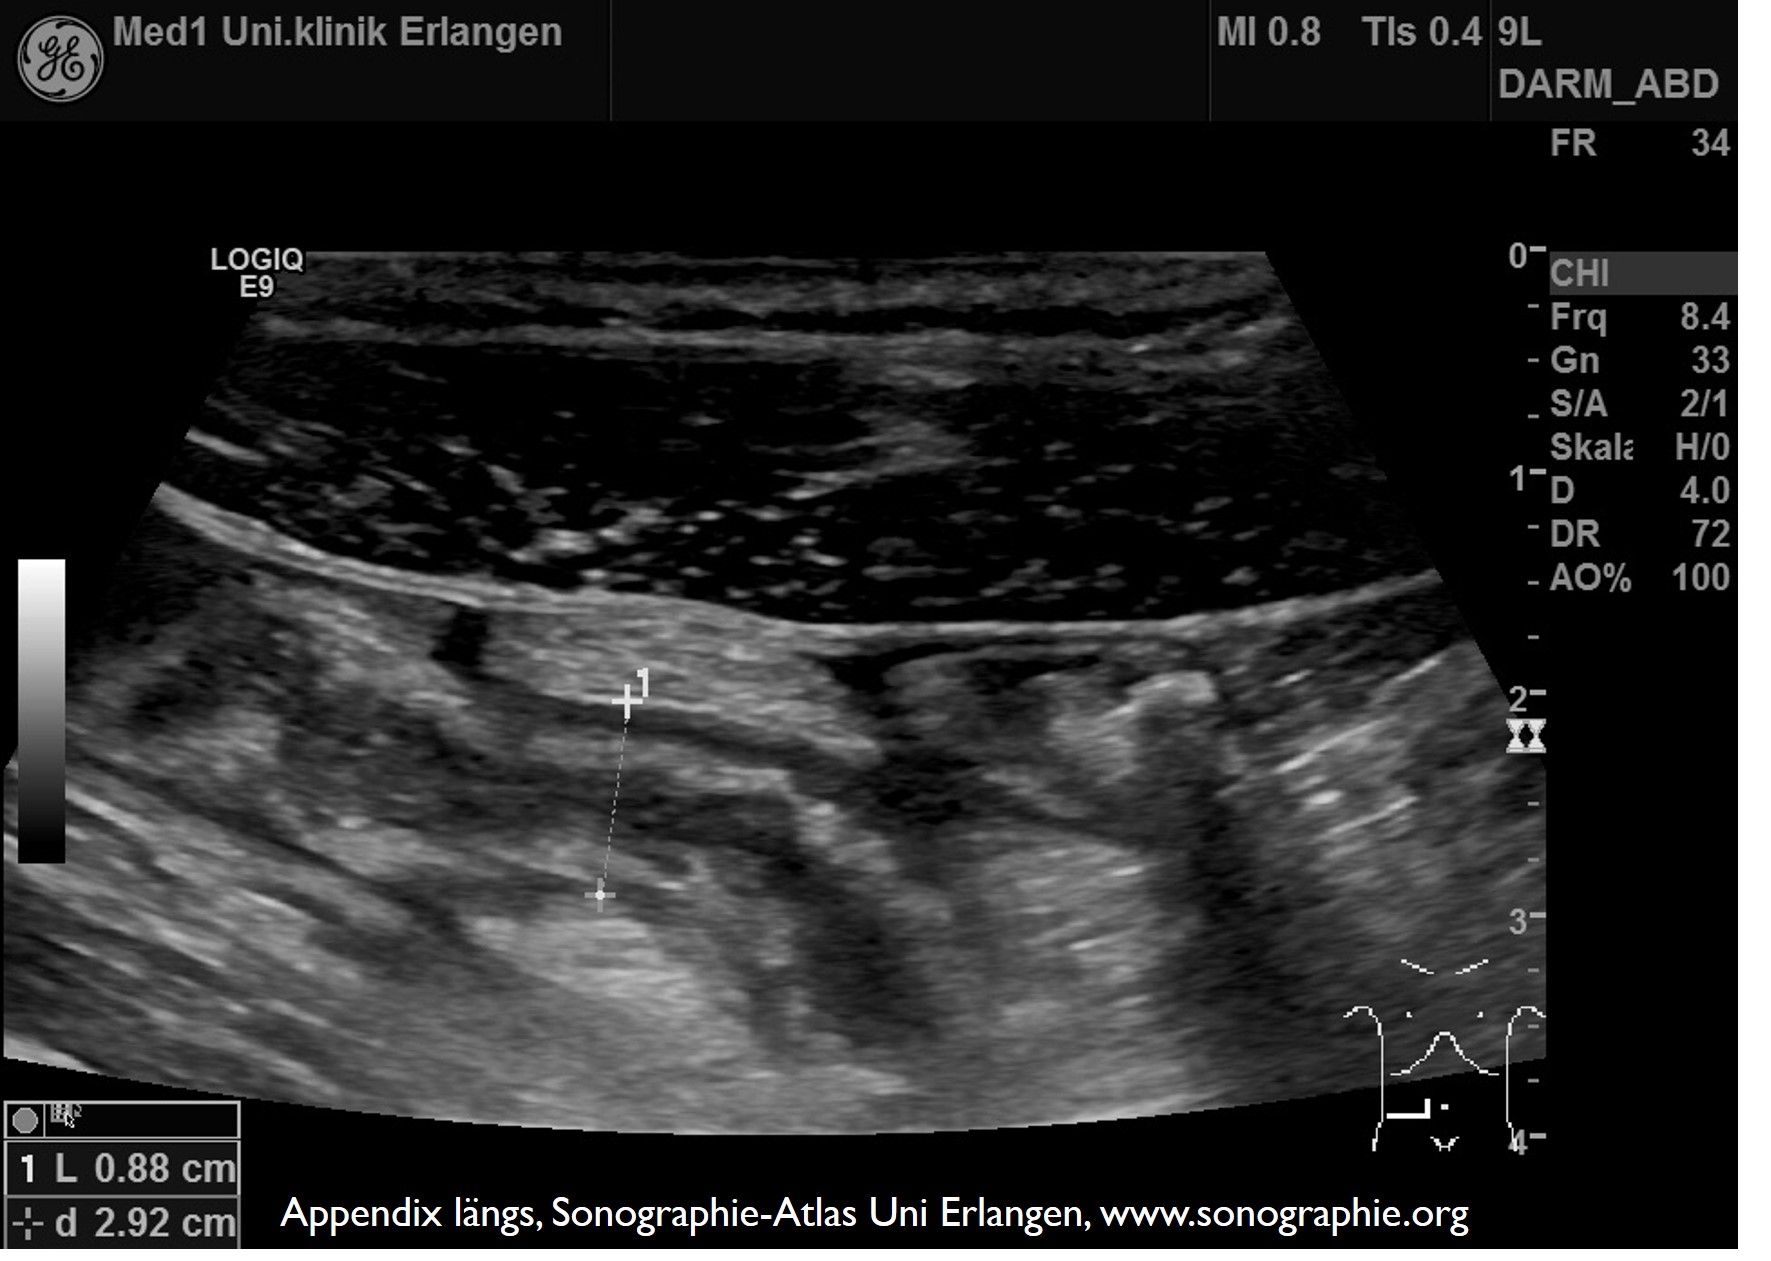 GE
Med1 Uni.klinik Erlangen
MI 0.8 TIs 0.4
9L
DARM_ABD
FR 34
LOGIQ
E9
0
CHI
Frq 8.4
Gn 33
S/A 2/1
Skala H/0
1
D 4.0
DR 72
AO% 100
1
2
3
4
1 L 0.88 cm
d 2.92 cm
Appendix längs, Sonographie-Atlas Uni Erlangen, www.sonographie.org